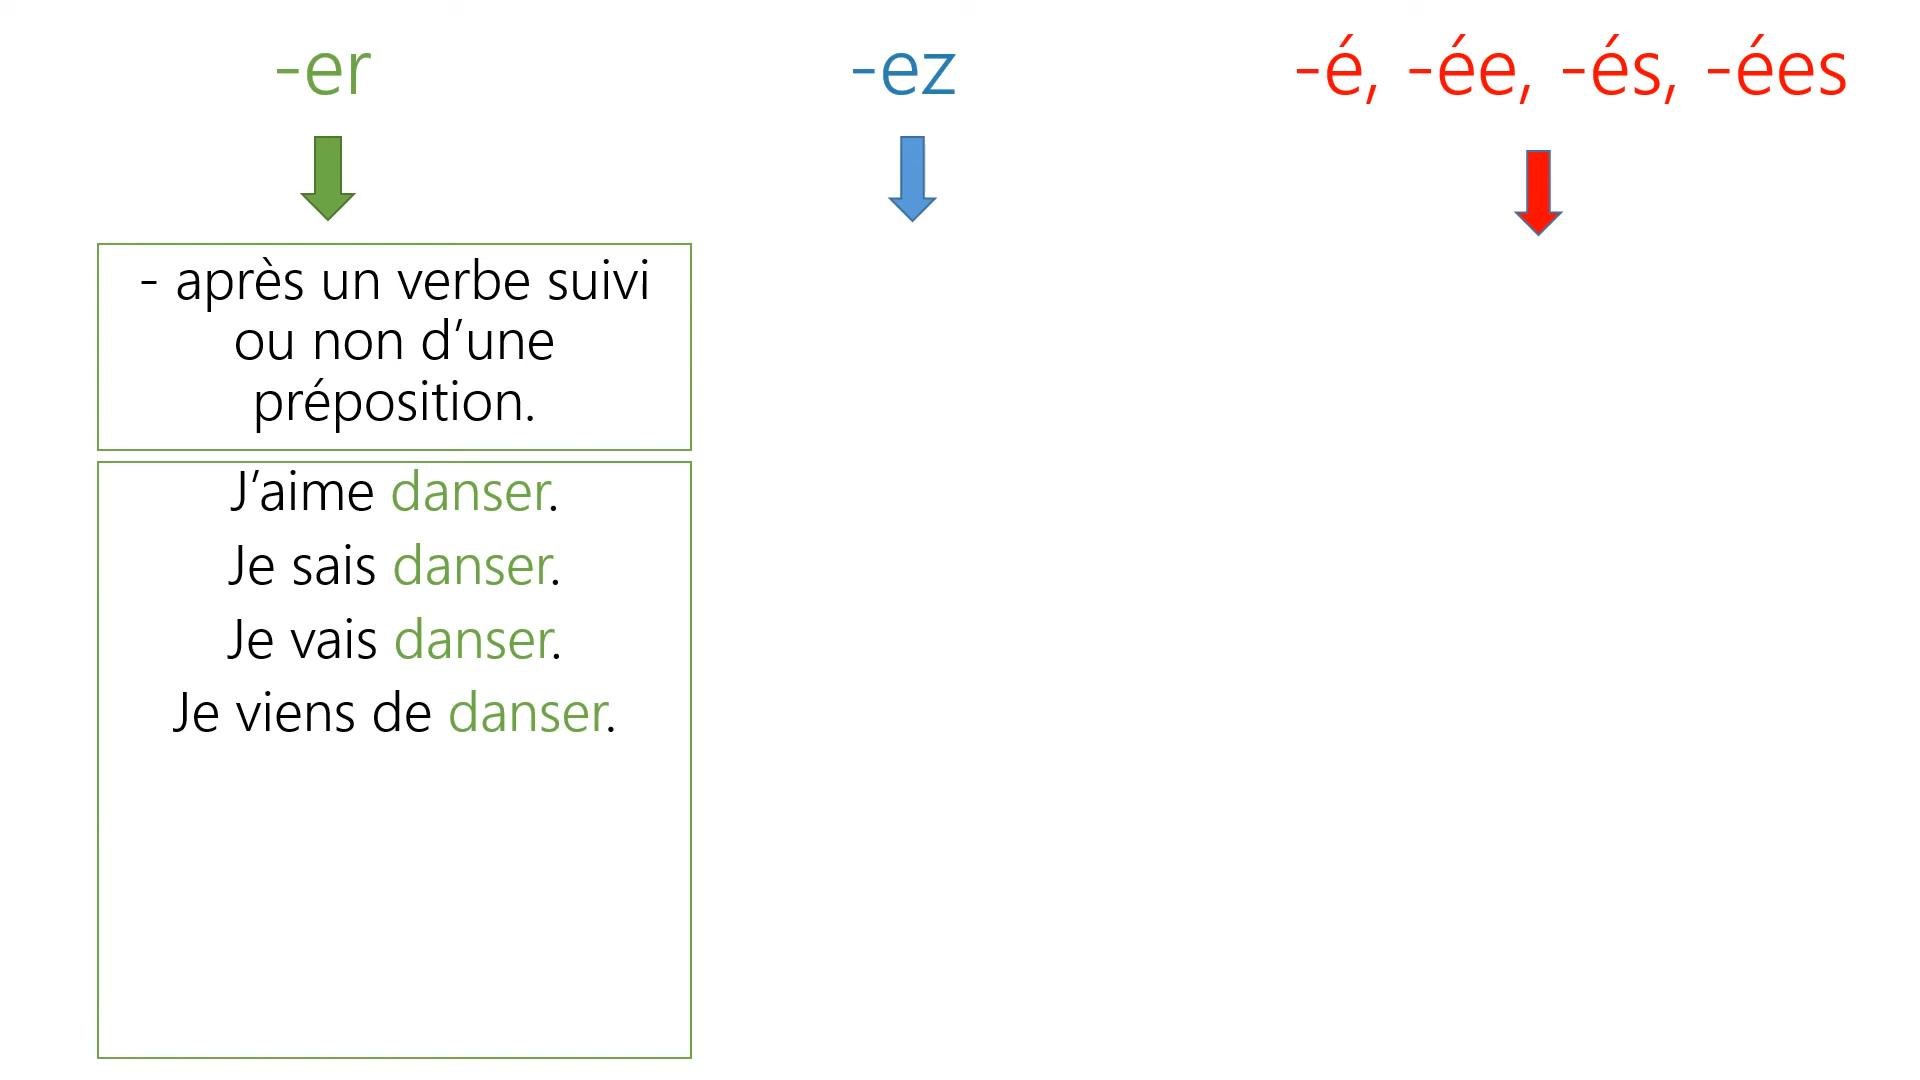 -er
-ez
-é, -ée, -és, -ées
- après un verbe suivi
ou non d’une
préposition.
J’aime danser.
Je sais danser.
Je vais danser.
Je viens de danser.